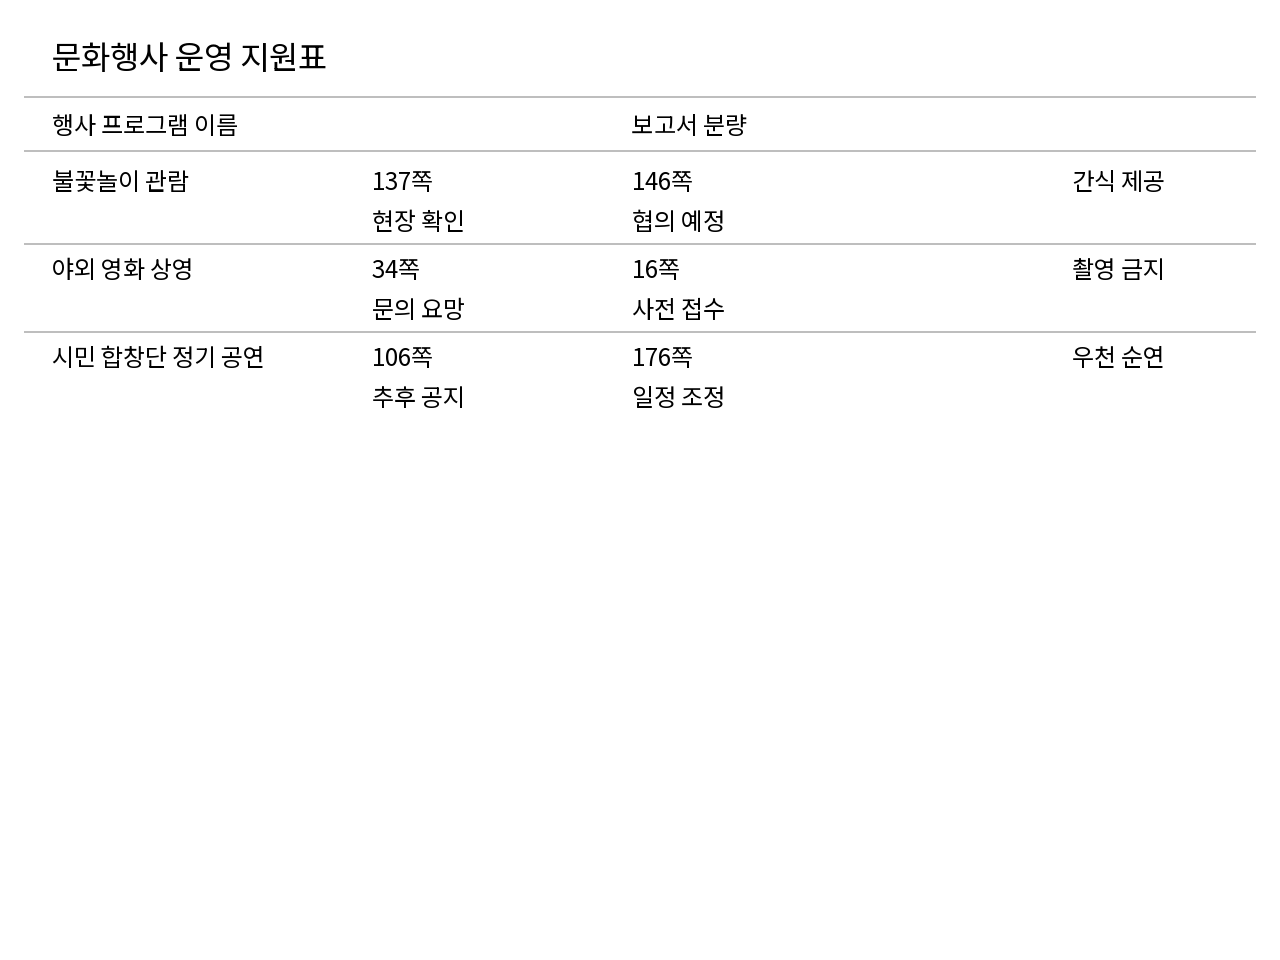 문화행사 운영 지원표
행사 프로그램 이름 보고서 분량
불꽃놀이 관람 137쪽 146쪽 간식 제공
현장 확인 협의 예정
야외 영화 상영 34쪽 16쪽 촬영 금지
문의 요망 사전 접수
시민 합창단 정기 공연 106쪽 176쪽 우천 순연
추후 공지 일정 조정